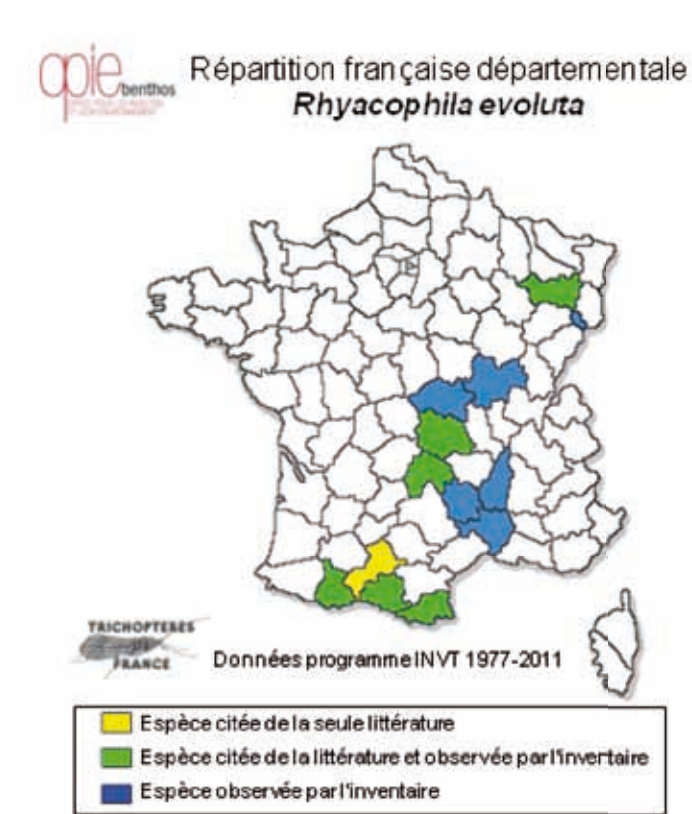 opie
benthos
Répartition française départementale
Rhyacophila evoluta
TRICHOPTERES
FRANCE
Données programme INVT 1977-2011
Espèce citée de la seule littérature
Espèce citée de la littérature et observée par l'inventaire
Espèce observée par l'inventaire